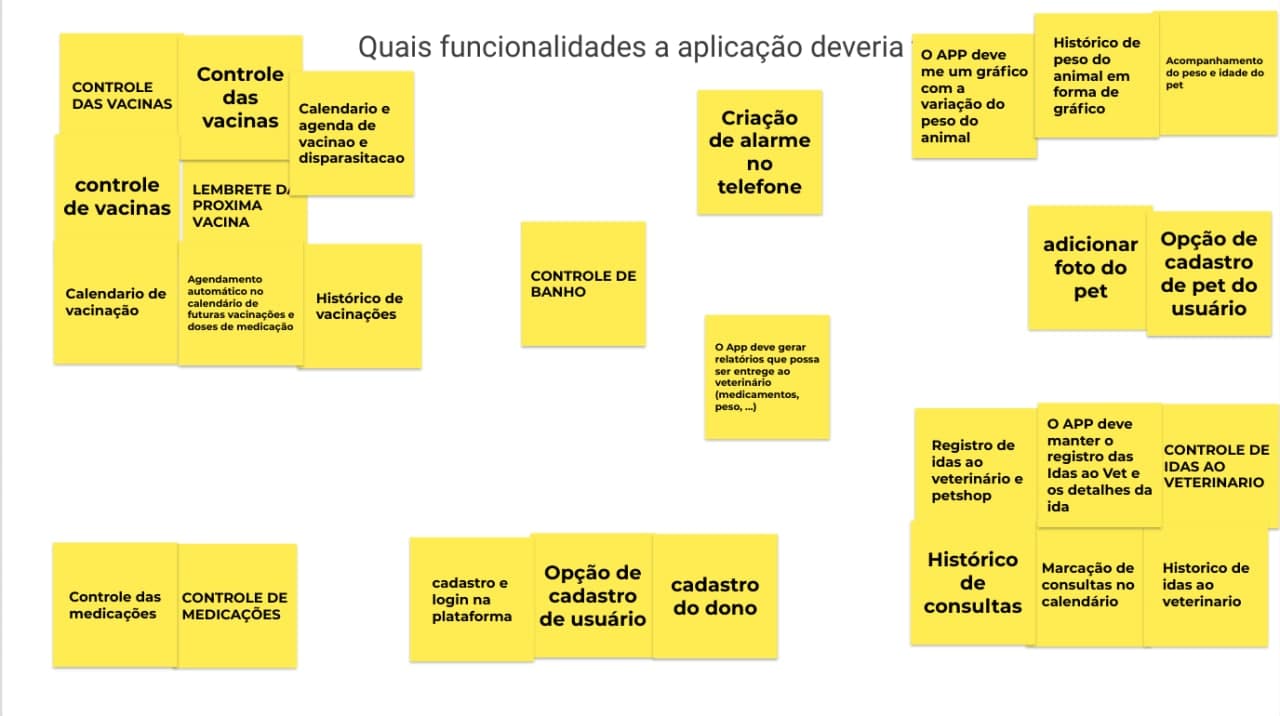 Quais funcionalidades a aplicação deveria
CONTROLE
DAS VACINAS
Controle
das
vacinas
Calendario e
agenda de
vacinao e
disparasitacao
controle
de vacinas
LEMBRETE DA
PROXIMA
VACINA
Calendario de
vacinação
Agendamento
automático no
calendário de
futuras vacinações e
doses de medicação
Histórico de
vacinações
CONTROLE DE
BANHO
Criação
de alarme
no
telefone
O App deve gerar
relatórios que possa
ser entrege ao
veterinário
(medicamentos,
peso, ...)
O APP deve
me um gráfico
com a
variação do
peso do
animal
Histórico de
peso do
animal em
forma de
gráfico
Acompanhamento
do peso e idade do
pet
adicionar
foto do
pet
Opção de
cadastro
de pet do
usuário
Registro de
idas ao
veterinário e
petshop
O APP deve
manter o
registro das
Idas ao Vet e
os detalhes da
ida
CONTROLE DE
IDAS AO
VETERINARIO
Histórico
de
consultas
Marcação de
consultas no
calendário
Historico de
idas ao
veterinario
Controle das
medicações
CONTROLE DE
MEDICAÇÕES
cadastro e
login na
plataforma
Opção de
cadastro
de usuário
cadastro
do dono